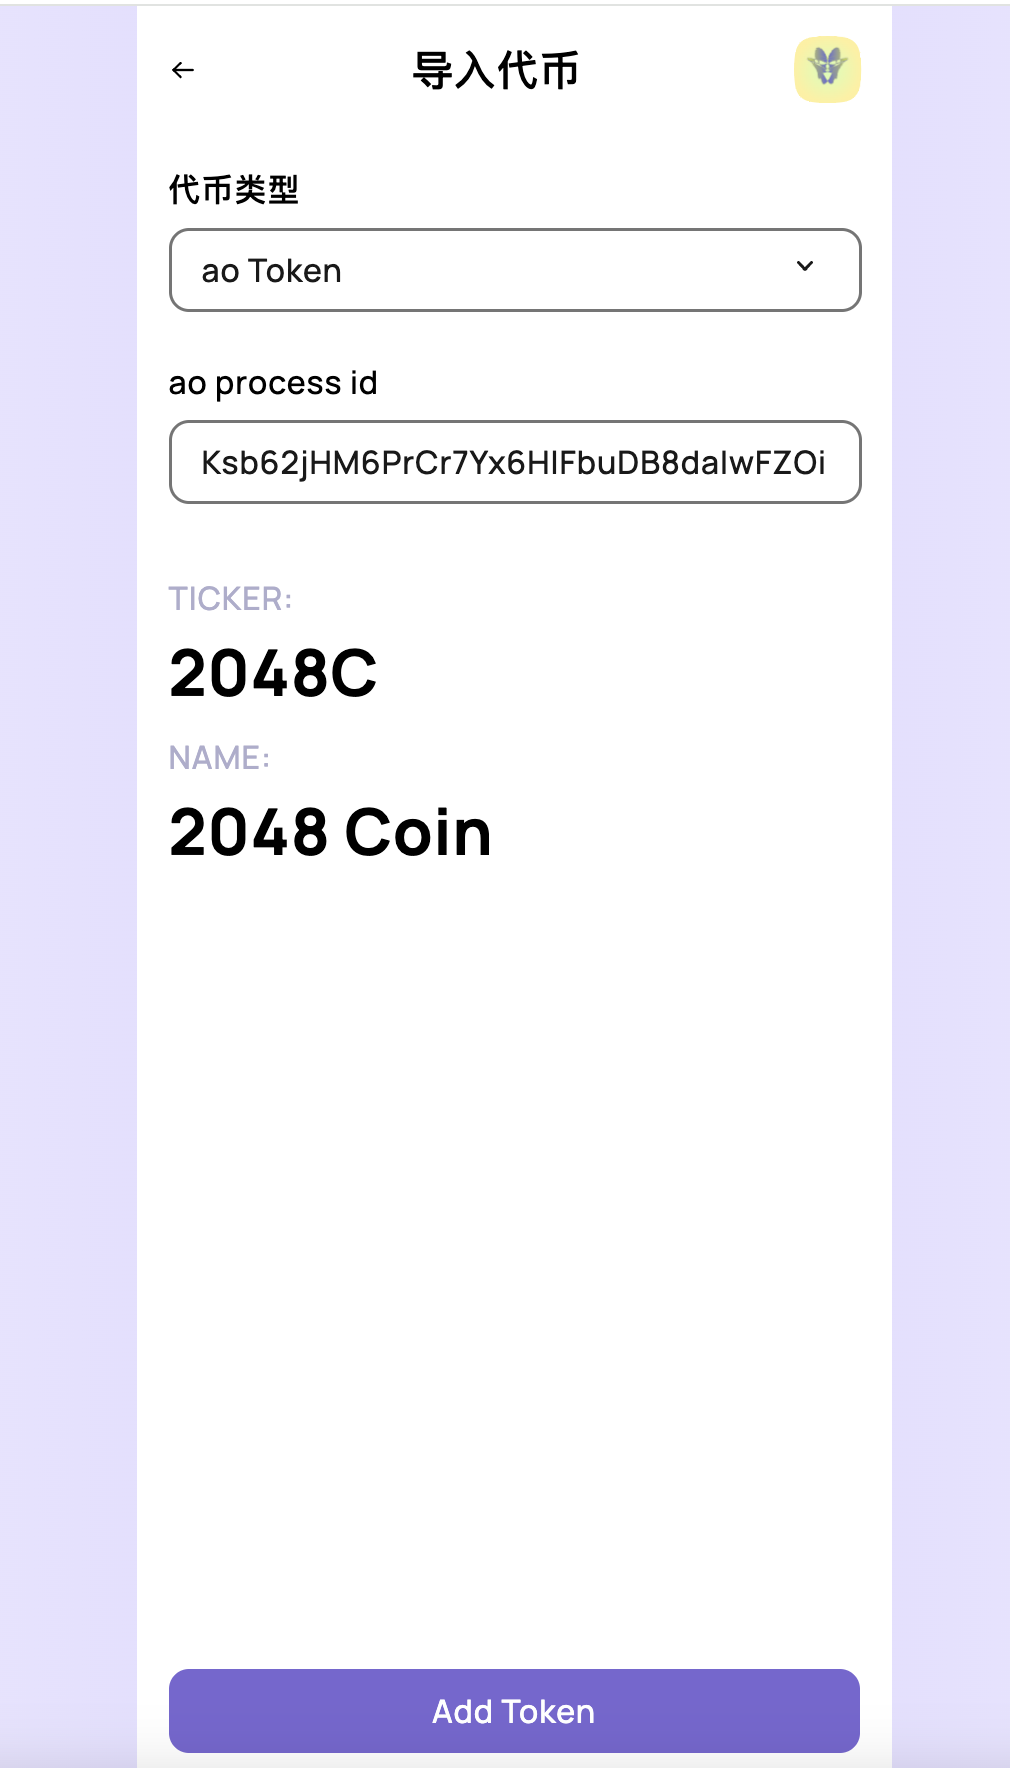 导入代币
代币类型
ao Token
ao process id
Ksb62jHM6PrCr7Yx6HIFbuDB8dalwFZOi
TICKER:
2048C
NAME:
2048 Coin
Add Token